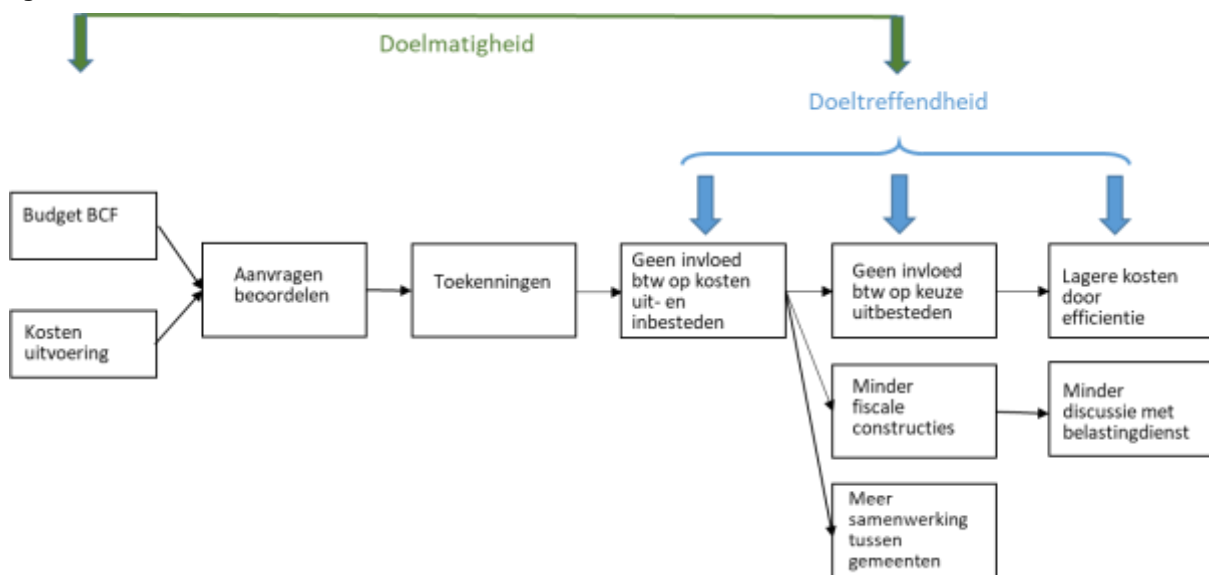 Doelmatigheid
Doeltreffendheid
Budget BCF
Kosten
uitvoering
Aanvragen
beoordelen
Toekenningen
Geen invloed
btw op kosten
uit- en
inbesteden
Geen invloed
btw op keuze
uitbesteden
Lagere kosten
door
efficientie
Minder
fiscale
constructies
Minder
discussie met
belastingdienst
Meer
samenwerking
tussen
gemeenten